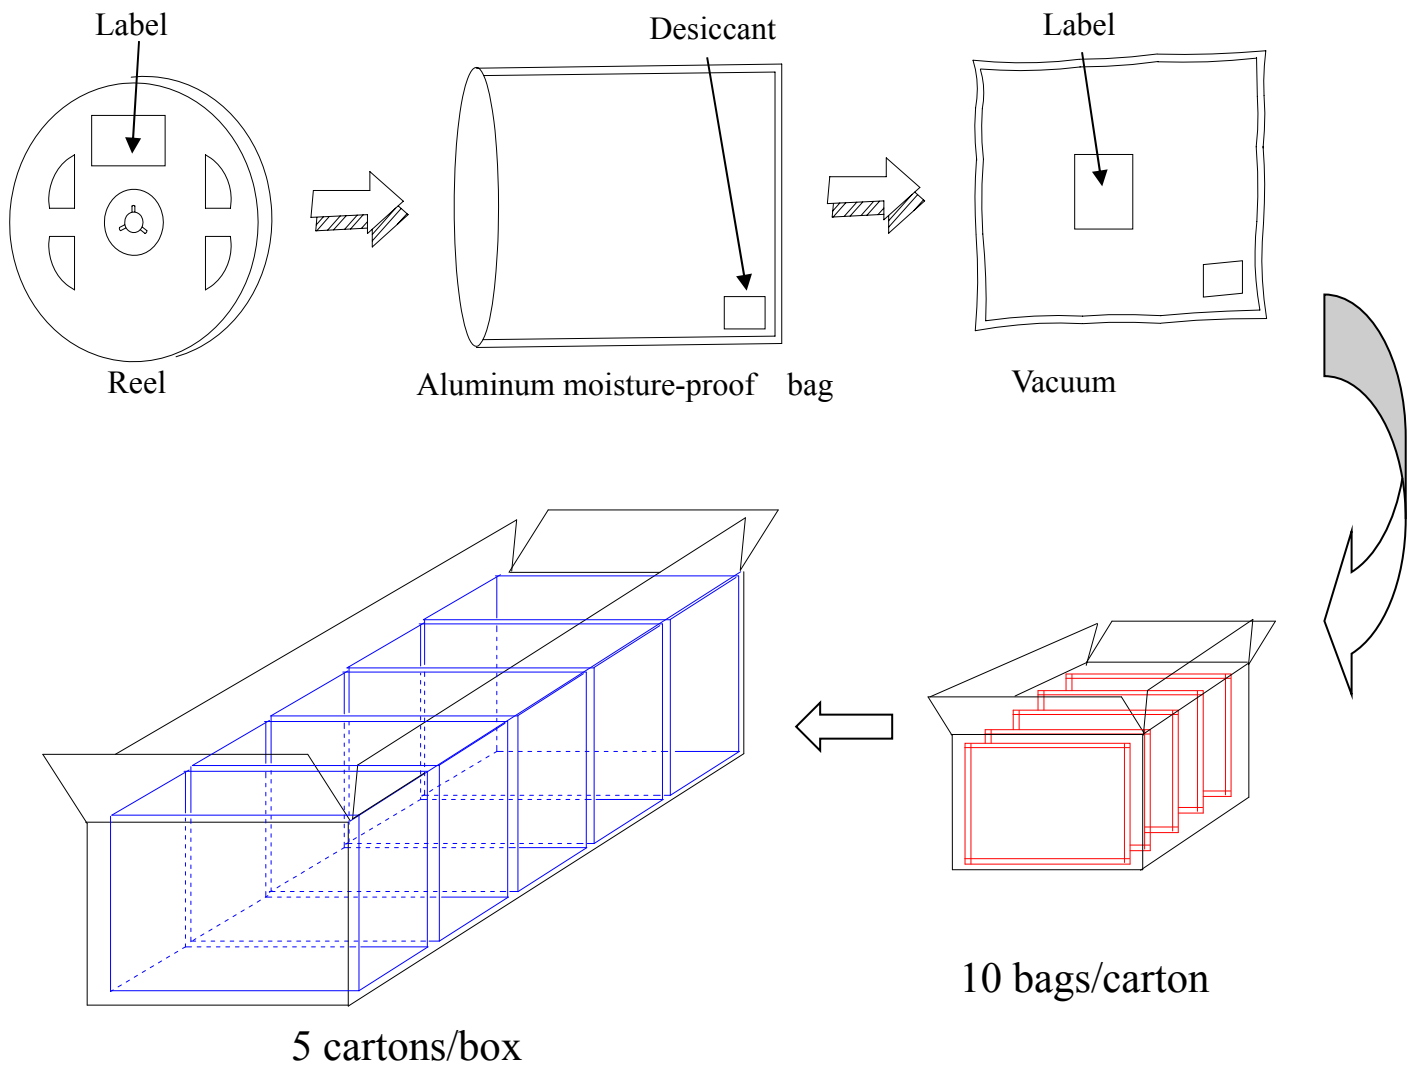 Label
Desiccant
Label
Reel
Aluminum moisture-proof bag
Vacuum
10 bags/carton
5 cartons/box